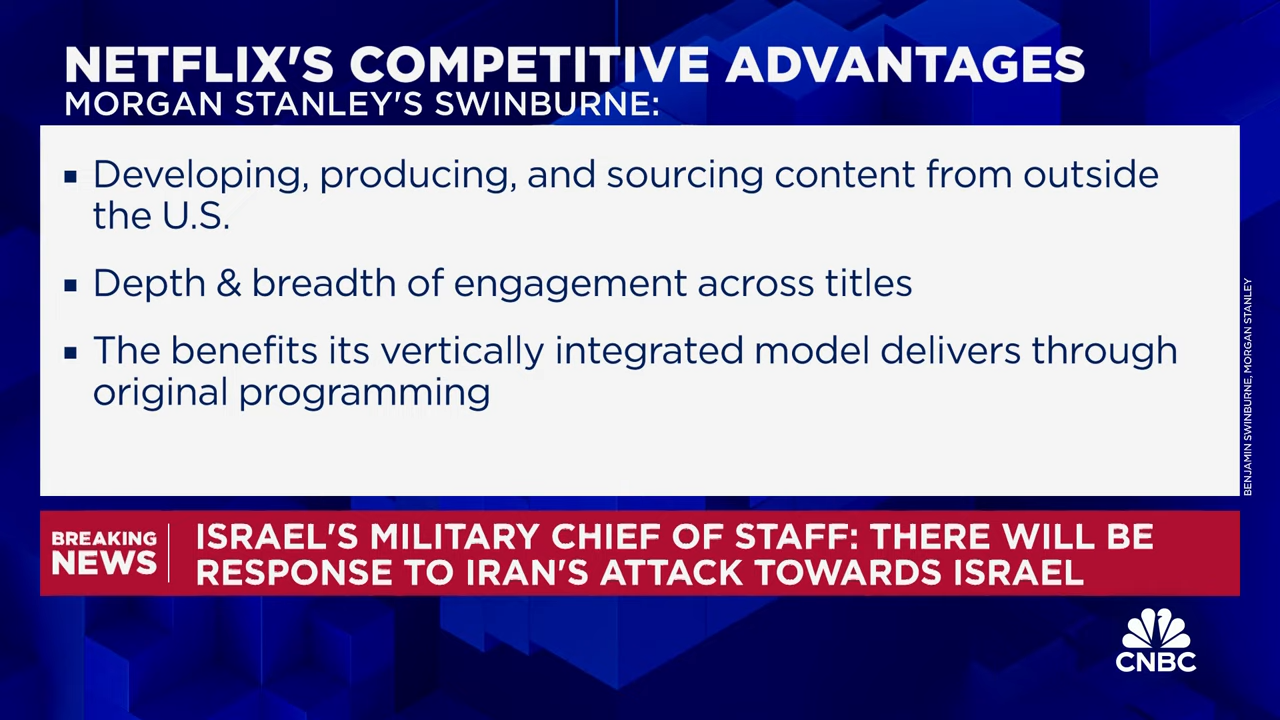 NETFLIX'S COMPETITIVE ADVANTAGES
MORGAN STANLEY'S SWINBURNE:
▪ Developing, producing, and sourcing content from outside
the U.S.
▪ Depth & breadth of engagement across titles
▪ The benefits its vertically integrated model delivers through
original programming
BENJAMIN SWINBURNE, MORGAN STANLEY
BREAKING
NEWS
ISRAEL'S MILITARY CHIEF OF STAFF: THERE WILL BE
RESPONSE TO IRAN'S ATTACK TOWARDS ISRAEL
CNBC